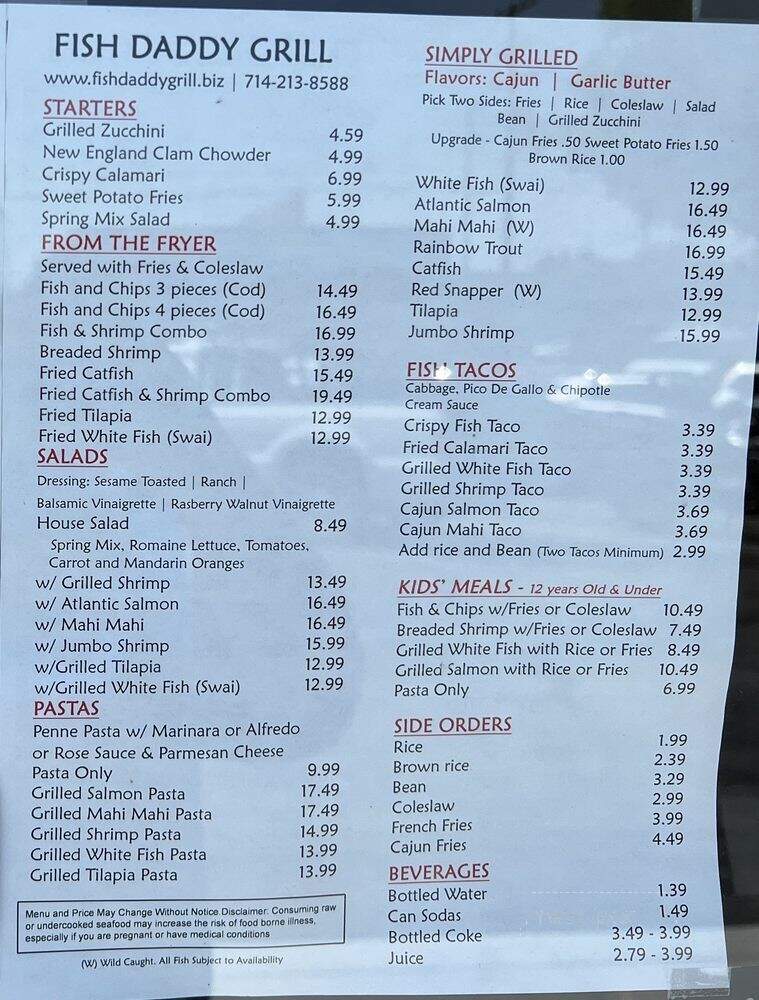 FISH DADDY GRILL
www.fishdaddygrill.biz | 714-213-8588
STARTERS
Grilled Zucchini 4.59
New England Clam Chowder 4.99
Crispy Calamari 6.99
Sweet Potato Fries 5.99
Spring Mix Salad 4.99
FROM THE FRYER
Served with Fries & Coleslaw
Fish and Chips 3 pieces (Cod) 14.49
Fish and Chips 4 pieces (Cod) 16.49
Fish & Shrimp Combo 16.99
Breaded Shrimp 13.99
Fried Catfish 15.49
Fried Catfish & Shrimp Combo 19.49
Fried Tilapia 12.99
Fried White Fish (Swai) 12.99
SALADS
Dressing: Sesame Toasted | Ranch |
Balsamic Vinaigrette | Rasberry Walnut Vinaigrette
House Salad 8.49
Spring Mix, Romaine Lettuce, Tomatoes,
Carrot and Mandarin Oranges
w/ Grilled Shrimp 13.49
w/ Atlantic Salmon 16.49
w/ Mahi Mahi 16.49
w/ Jumbo Shrimp 15.99
w/Grilled Tilapia 12.99
w/Grilled White Fish (Swai) 12.99
PASTAS
Penne Pasta w/ Marinara or Alfredo
or Rose Sauce & Parmesan Cheese
Pasta Only 9.99
Grilled Salmon Pasta 17.49
Grilled Mahi Mahi Pasta 17.49
Grilled Shrimp Pasta 14.99
Grilled White Fish Pasta 13.99
Grilled Tilapia Pasta 13.99
Menu and Price May Change Without Notice.Disclaimer: Consuming raw
or undercooked seafood may increase the risk of food borne illness,
especially if you are pregnant or have medical conditions
(W) Wild Caught. All Fish Subject to Availability
SIMPLY GRILLED
Flavors: Cajun | Garlic Butter
Pick Two Sides: Fries | Rice | Coleslaw | Salad
Bean | Grilled Zucchini
Upgrade - Cajun Fries .50 Sweet Potato Fries 1.50
Brown Rice 1.00
White Fish (Swai) 12.99
Atlantic Salmon 16.49
Mahi Mahi (W) 16.49
Rainbow Trout 16.99
Catfish 15.49
Red Snapper (W) 13.99
Tilapia 12.99
Jumbo Shrimp 15.99
FISH TACOS
Cabbage, Pico De Gallo & Chipotle
Cream Sauce
Crispy Fish Taco 3.39
Fried Calamari Taco 3.39
Grilled White Fish Taco 3.39
Grilled Shrimp Taco 3.39
Cajun Salmon Taco 3.69
Cajun Mahi Taco 3.69
Add rice and Bean (Two Tacos Minimum) 2.99
KIDS' MEALS - 12 years Old & Under
Fish & Chips w/Fries or Coleslaw 10.49
Breaded Shrimp w/Fries or Coleslaw 7.49
Grilled White Fish with Rice or Fries 8.49
Grilled Salmon with Rice or Fries 10.49
Pasta Only 6.99
SIDE ORDERS
Rice 1.99
Brown rice 2.39
Bean 3.29
Coleslaw 2.99
French Fries 3.99
Cajun Fries 4.49
BEVERAGES
Bottled Water 1.39
Can Sodas 1.49
Bottled Coke 3.49 - 3.99
Juice 2.79 - 3.99